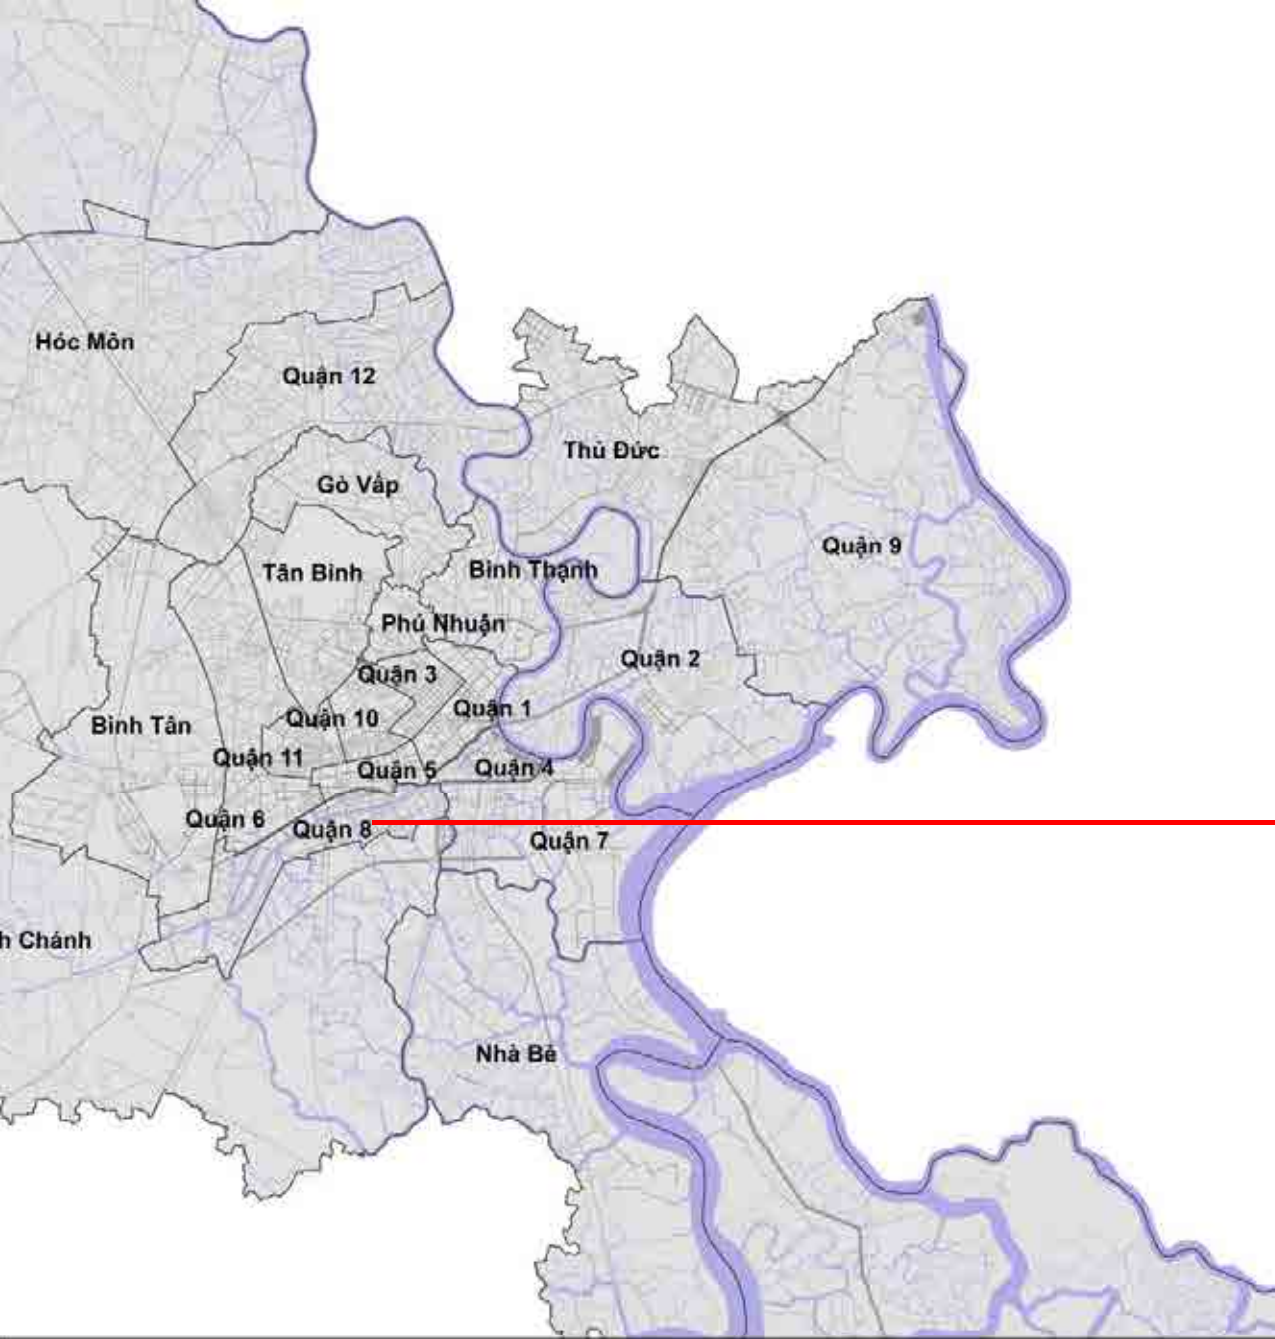 Hóc Môn
Quận 12
Thủ Đức
Gò Vấp
Quận 9
Tân Bình
Bình Thạnh
Phú Nhuận
Quận 2
Quận 3
Quận 1
Quận 10
Bình Tân
Quận 11
Quận 5
Quận 4
Quận 6
Quận 8
Quận 7
h Chánh
Nhà Bè